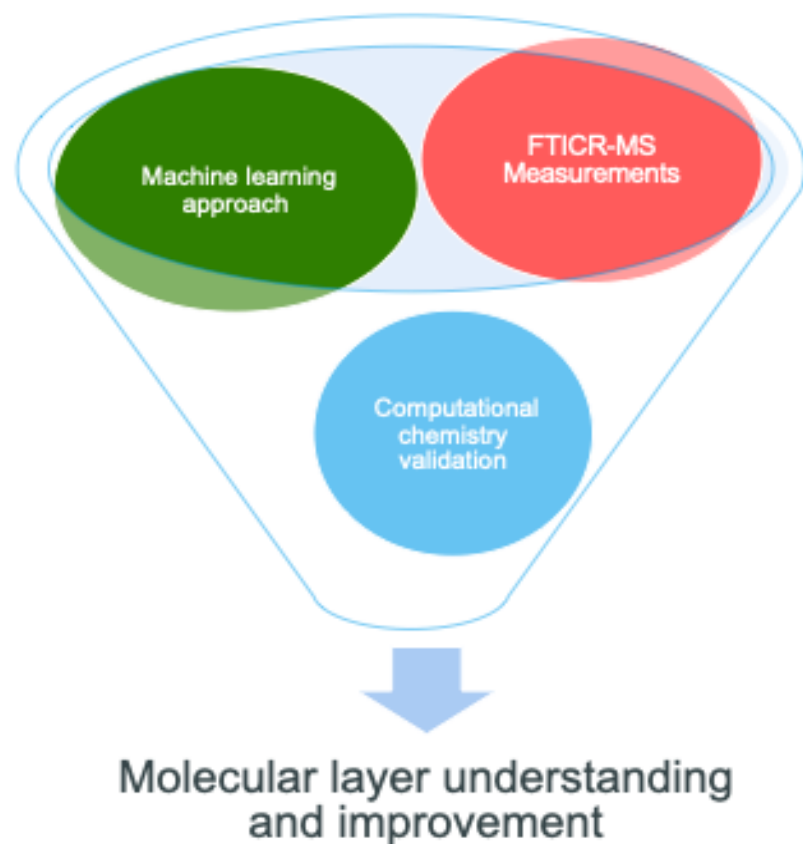 Machine learning
approach
FTICR-MS
Measurements
Computational
chemistry
validation
Molecular layer understanding
and improvement